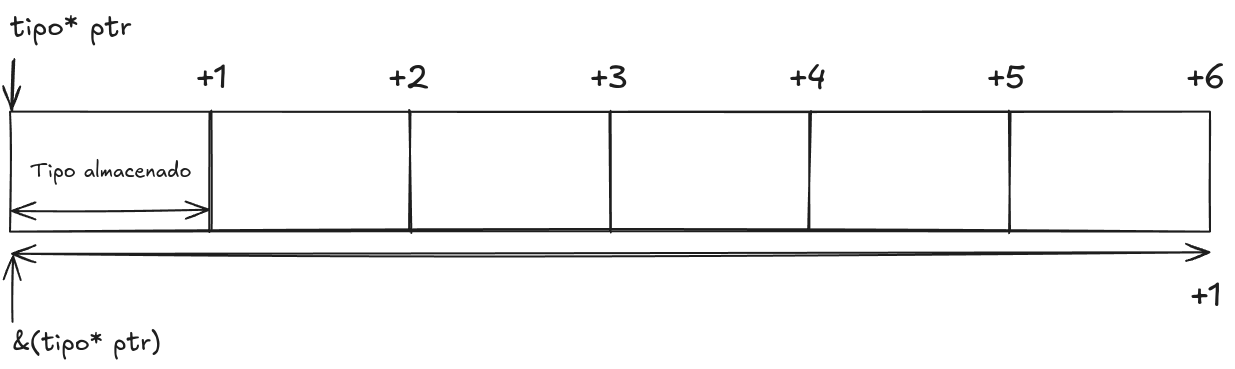 tipo* ptr
+1
+2
+3
+4
+5
+6
Tipo almacenado
+1
&(tipo* ptr)